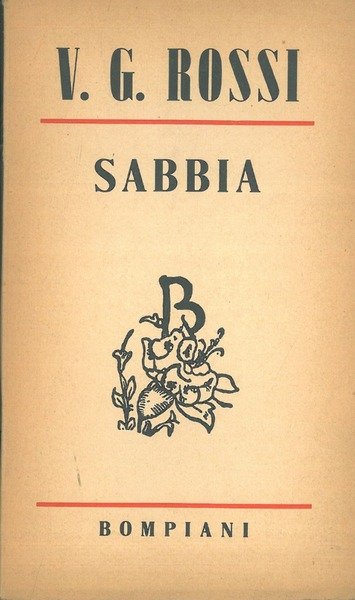 V. G. ROSSI
SABBIA
B
BOMPIANI